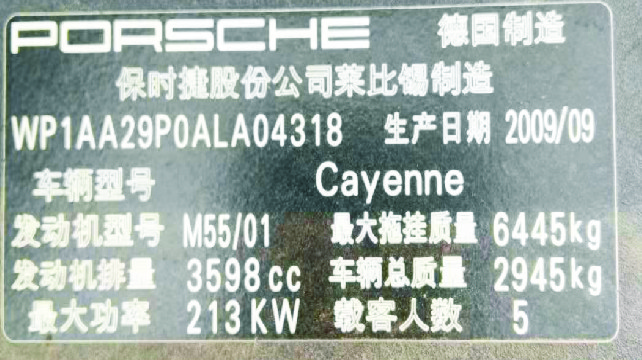 PORSCHE 德国制造
保时捷股份公司莱比锡制造
WP1AA29P0ALA04318 生产日期 2009/09
车辆型号 Cayenne
发动机型号 M55/01 最大拖挂质量 6445kg
发动机排量 3598cc 车辆总质量 2945kg
最大功率 213KW 载客人数 5